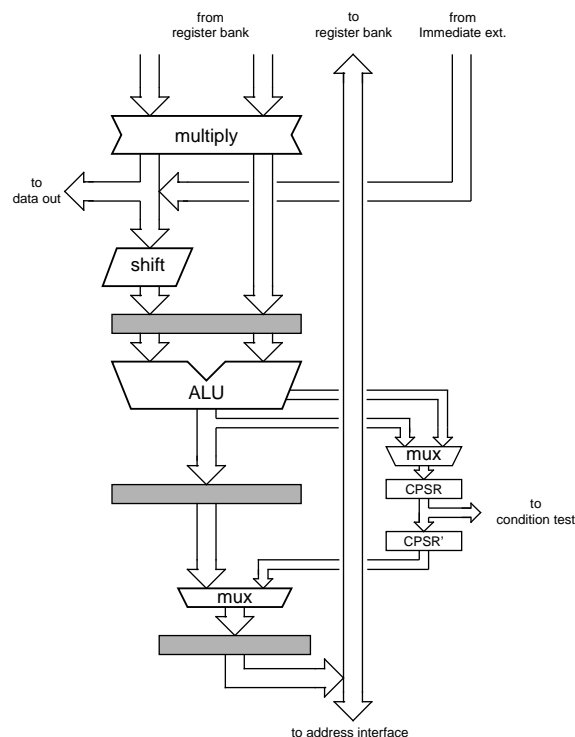 from
register bank
to
register bank
from
Immediate ext.
multiply
to
data out
shift
ALU
mux
CPSR
to
condition test
CPSR'
mux
to address interface